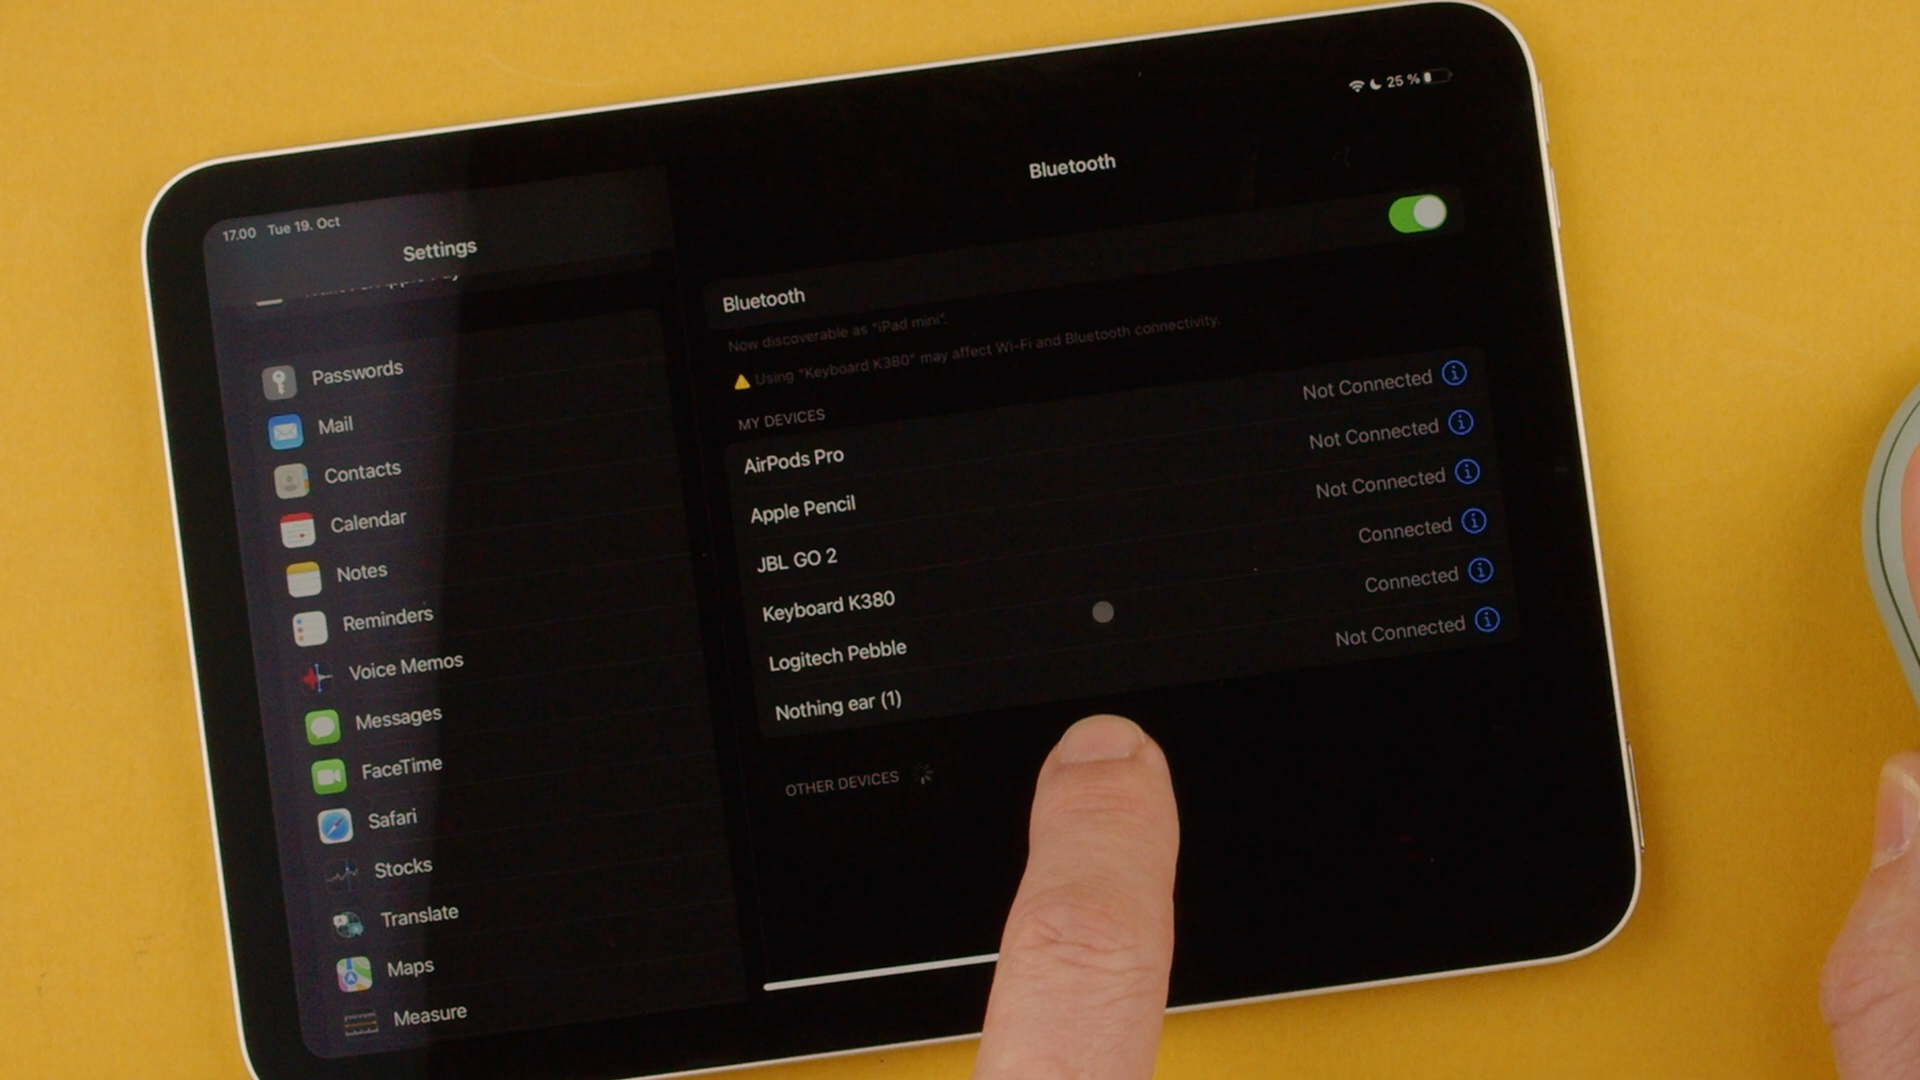 17.00 Tue 19. Oct
25 %
Settings
Passwords
Mail
Contacts
Calendar
Notes
Reminders
Voice Memos
Messages
FaceTime
Safari
Stocks
Translate
Maps
Measure
Bluetooth
Bluetooth
Now discoverable as “iPad mini”.
Using “Keyboard K380” may affect Wi-Fi and Bluetooth connectivity.
MY DEVICES
AirPods Pro Not Connected
Apple Pencil Not Connected
JBL GO 2 Not Connected
Keyboard K380 Connected
Logitech Pebble Connected
Nothing ear (1) Not Connected
OTHER DEVICES